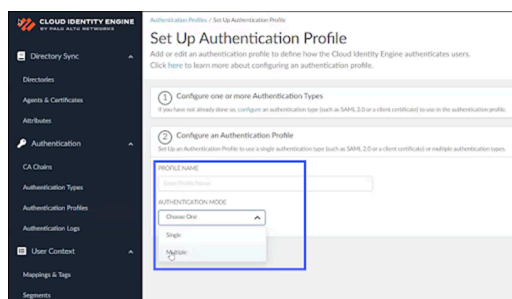 CLOUD IDENTITY ENGINE
BY PALO ALTO NETWORKS
Directory Sync
Directories
Agents & Certificates
Attributes
Authentication
CA Chains
Authentication Types
Authentication Profiles
Authentication Logs
User Context
Mappings & Tags
Segments
Authentication Profiles / Set Up Authentication Profile
Set Up Authentication Profile
Add or edit an authentication profile to define how the Cloud Identity Engine authenticates users.
Click here to learn more about configuring an authentication profile.
1 Configure one or more Authentication Types
If you have not already done so, configure an authentication type (such as SAML 2.0 or a client certificate) to use in the authentication profile.
2 Configure an Authentication Profile
Set Up an Authentication Profile to use a single authentication type (such as SAML 2.0 or a client certificate) or multiple authentication types.
PROFILE NAME
Enter Profile Name
AUTHENTICATION MODE
Choose One
Single
Multiple